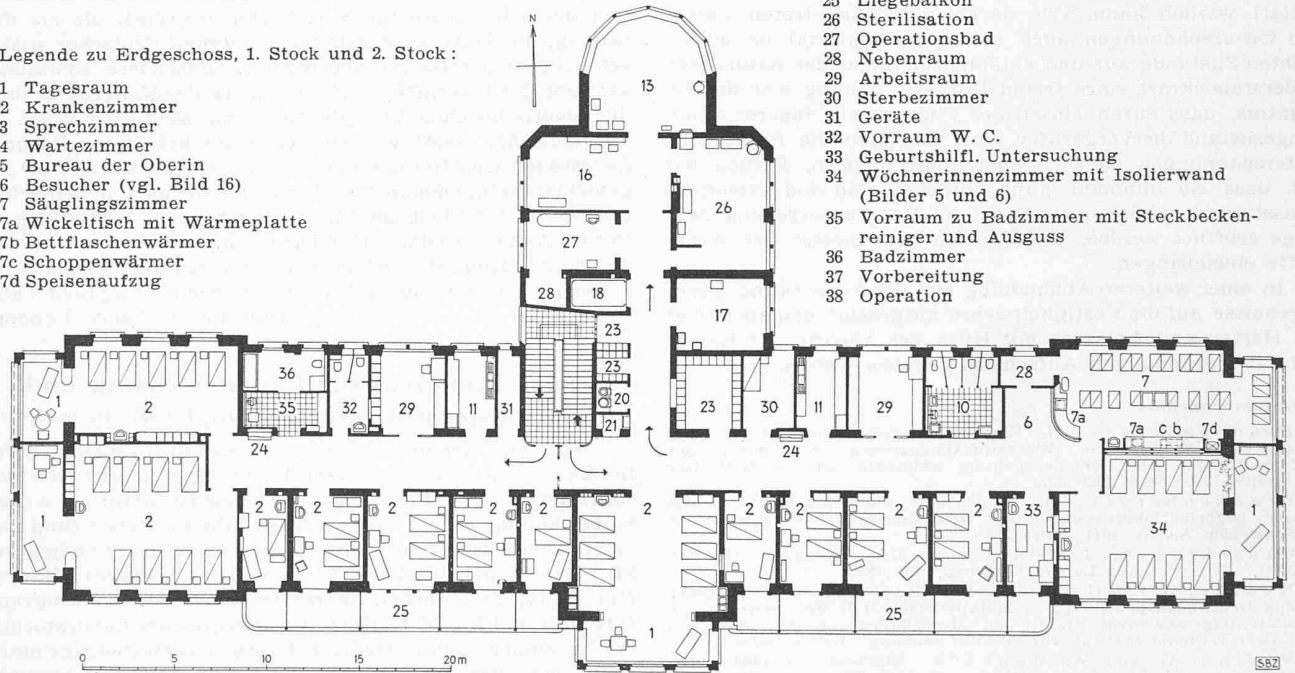 Legende zu Erdgeschoss, 1. Stock und 2. Stock:
1 Tagesraum
2 Krankenzimmer
3 Sprechzimmer
4 Wartezimmer
5 Bureau der Oberin
6 Besucher (vgl. Bild 16)
7 Säuglingszimmer
7a Wickeltisch mit Wärmeplatte
7b Bettflaschenwärmer
7c Schoppenwärmer
7d Speisenaufzug
25 Liegebalkon
26 Sterilisation
27 Operationsbad
28 Nebenraum
29 Arbeitsraum
30 Sterbezimmer
31 Geräte
32 Vorraum W. C.
33 Geburtshilfl. Untersuchung
34 Wöchnerinnenzimmer mit Isolierwand
(Bilder 5 und 6)
35 Vorraum zu Badzimmer mit Steckbecken-
reiniger und Ausguss
36 Badzimmer
37 Vorbereitung
38 Operation
N
13
16
26
27
28 18
17
23
23
20
21
1
36
35
32
29
31
23
30
11
29
10
28
6
7
7a
7a c b 7d
24
24
2
2 2 2 2 2 2 2 2 2 2
33
34
1
25
1
25
0 5 10 15 20 m
SBZ